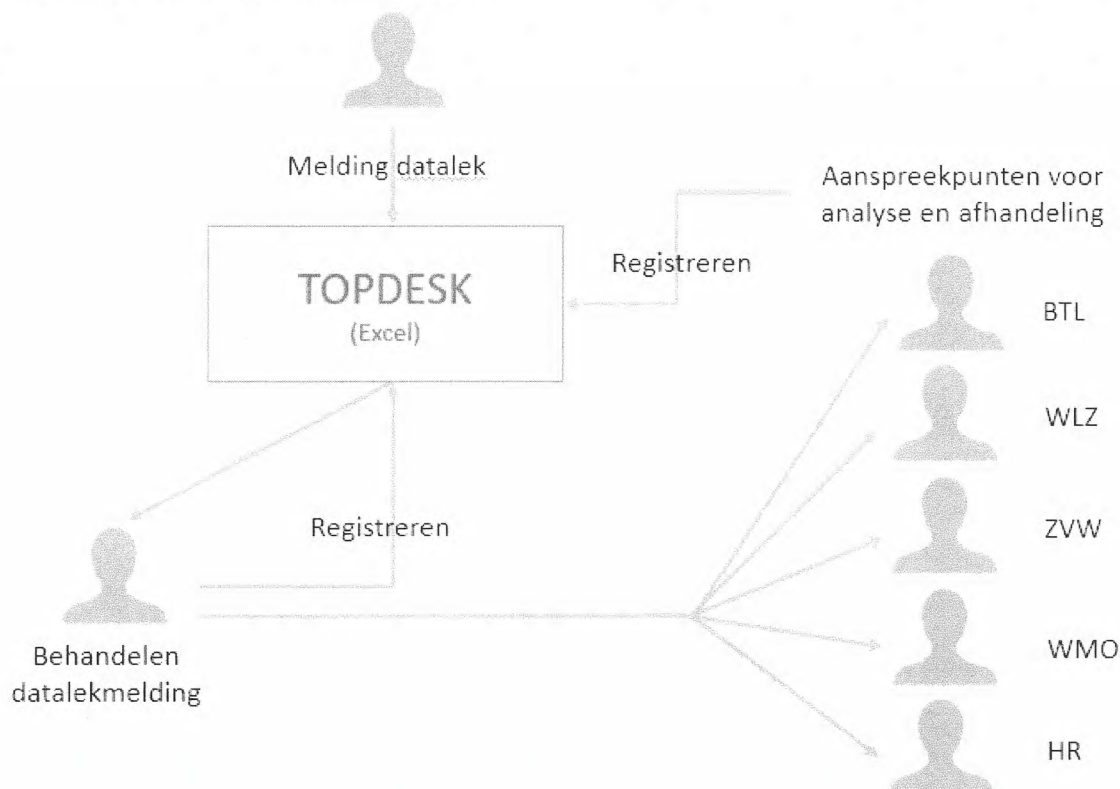 Melding datalek
Aanspreekpunten voor
analyse en afhandeling
TOPDESK
(Excel)
Registreren
BTL
WLZ
Registreren
ZVW
Behandelen
datalekmelding
WMO
HR